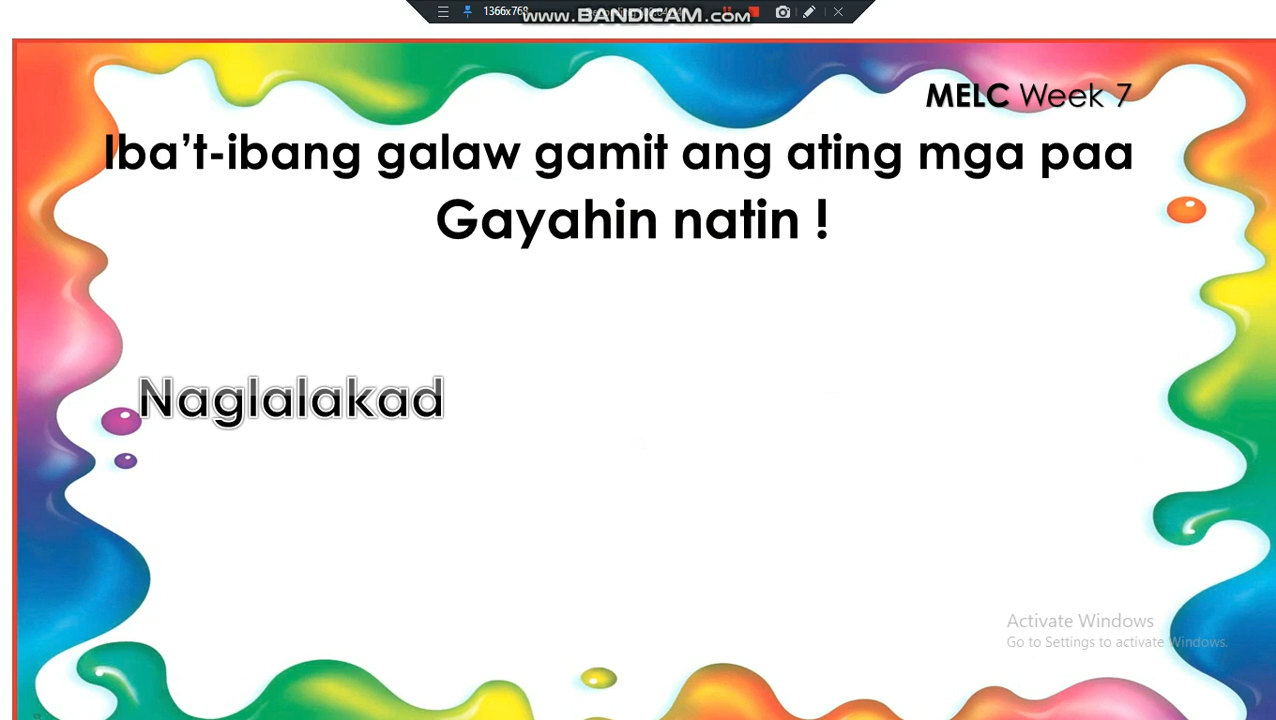 1366x768
www.BANDICAM.com
MELC Week 7
Iba't-ibang galaw gamit ang ating mga paa
Gayahin natin !
Naglalakad
Activate Windows
Go to Settings to activate Windows.